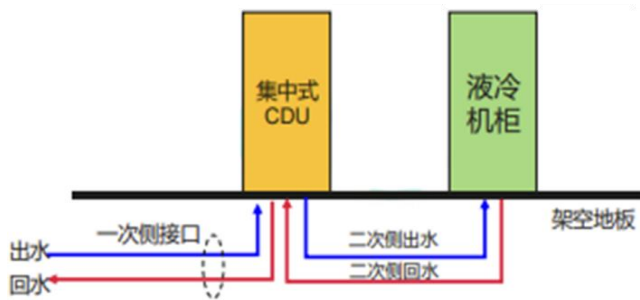 集中式
CDU
液冷
机柜
架空地板
一次侧接口
二次侧出水
出水
二次侧回水
回水